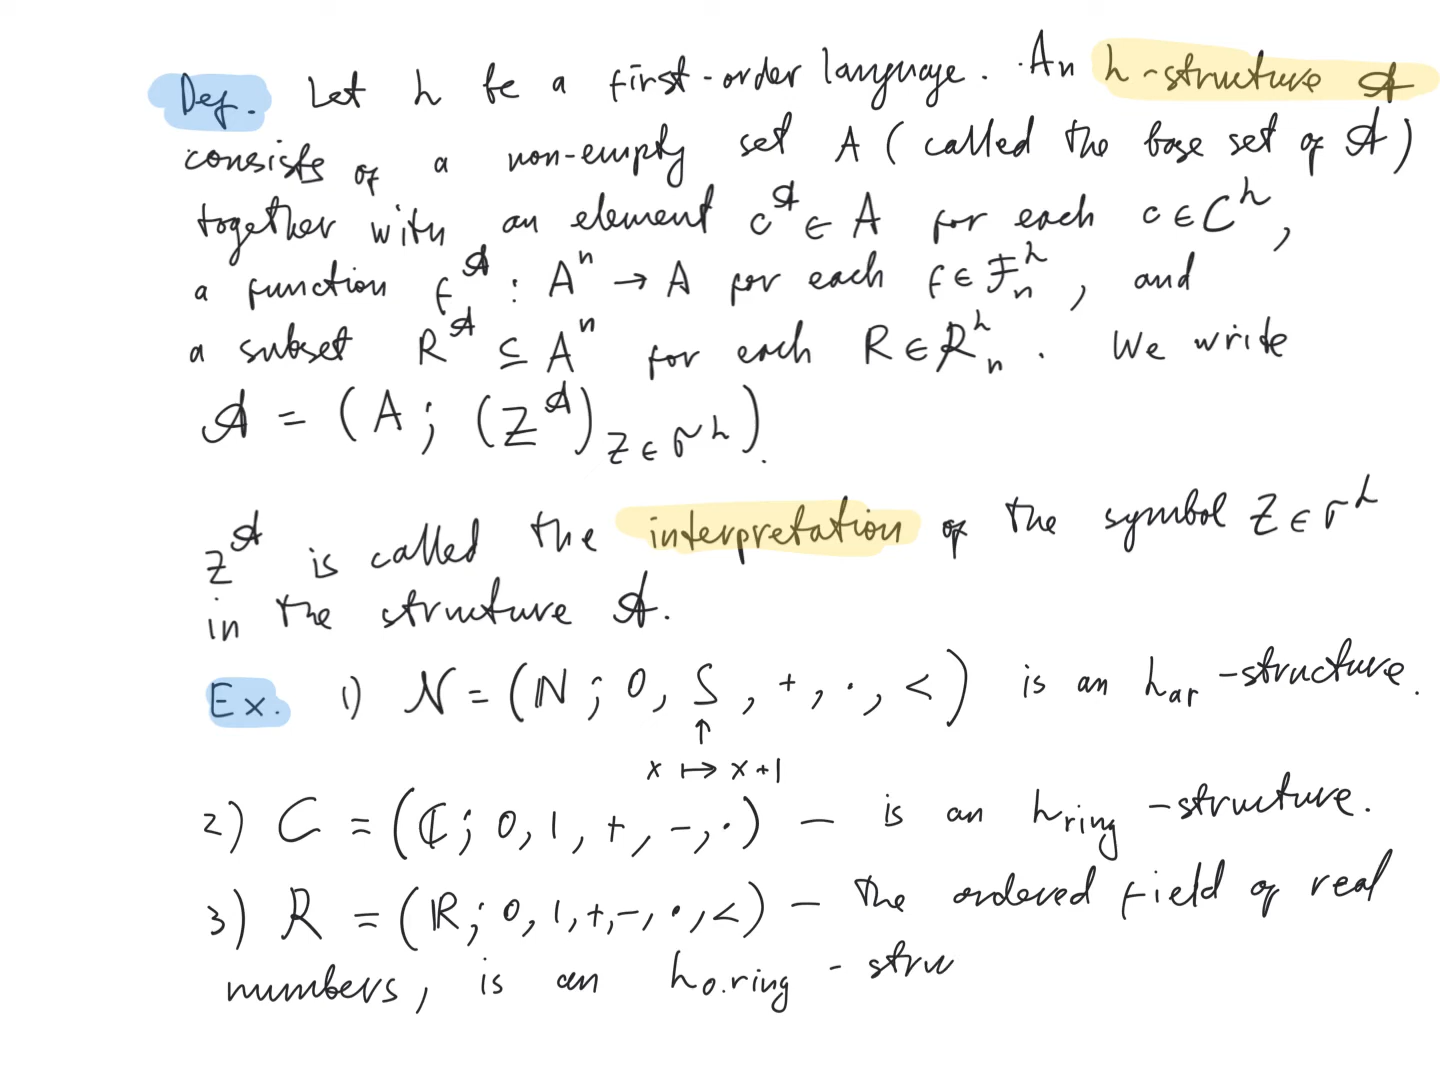 Def. Let L be a first-order language. An L-structure 𝒜
consists of a non-empty set A (called the base set of 𝒜)
together with an element c^𝒜 ∈ A for each c ∈ C^L,
a function f^𝒜 : A^n → A for each f ∈ ℱ_n^L, and
a subset R^𝒜 ⊆ A^n for each R ∈ ℛ_n^L. We write
𝒜 = (A; (Z^𝒜)_{Z ∈ σ^L}).
Z^𝒜 is called the interpretation of the symbol Z ∈ σ^L
in the structure 𝒜.
Ex. 1) 𝒩 = (ℕ; 0, S, +, ·, <) is an L_ar-structure.
↑
x ↦ x+1
2) C = (ℂ; 0, 1, +, −, ·) — is an L_ring-structure.
3) R = (ℝ; 0, 1, +, −, ·, <) — the ordered field of real
numbers, is an L_o.ring - stru